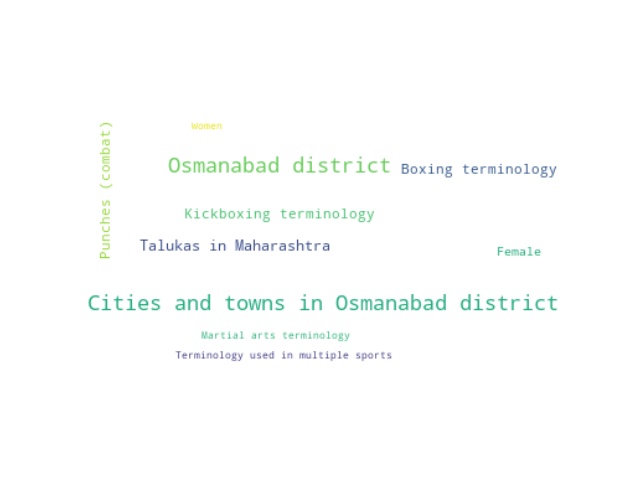 women
Punches (combat)
Osmanabad district
Boxing terminology
Kickboxing terminology
Talukas in Maharashtra
Female
Cities and towns in Osmanabad district
Martial arts terminology
Terminology used in multiple sports